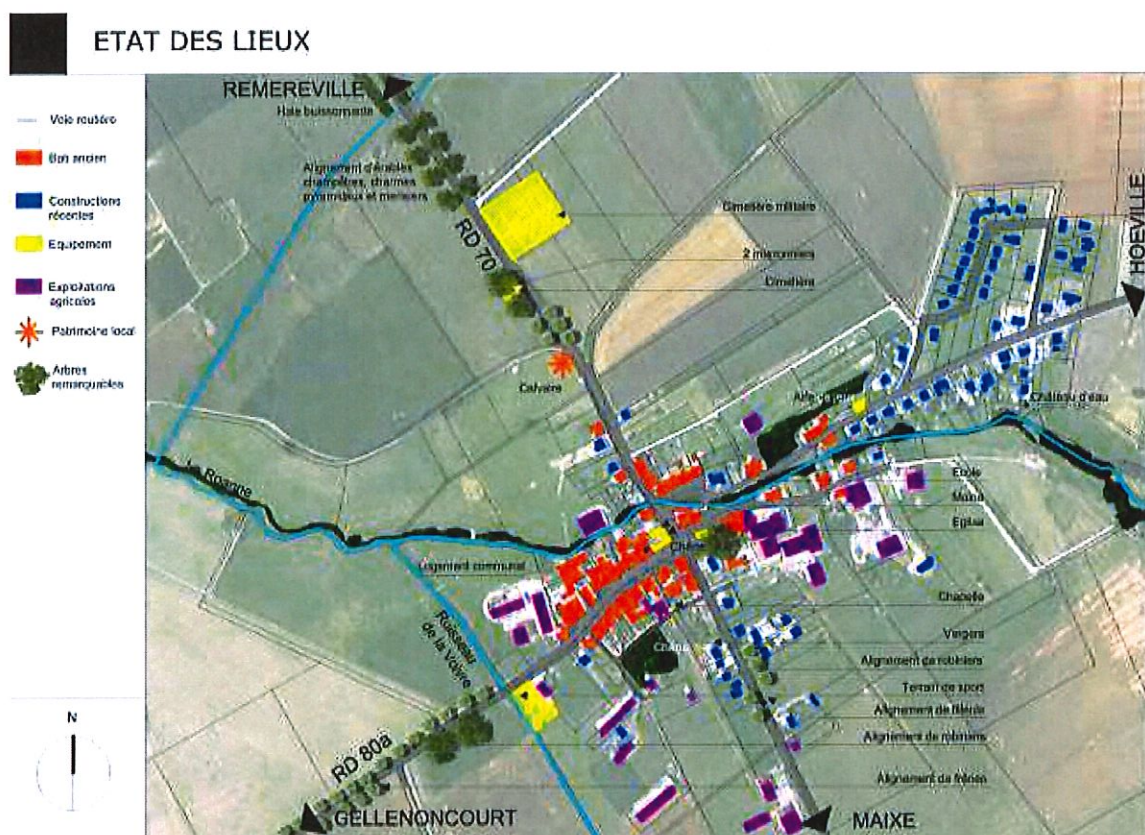 ETAT DES LIEUX
Voie routière
Bâti ancien
Constructions
récentes
Equipement
Exploitations
agricoles
Patrimoine local
Arbres
remarquables
N
REMEREVILLE
Haie buissonnante
Alignement d'érables
champêtres, charmes
pyramidaux et merisiers
RD 70
Cimetière militaire
2 marronniers
Cimetière
Calvaire
HOEVILLE
Château d'eau
La Roanne
Ecole
Mairie
Eglise
Chêne
Logement communal
Chapelle
Ruisseau
de la Voivre
Vergers
Alignement de robiniers
Terrain de sport
Alignement de tilleuls
Alignement de robiniers
RD 80a
Alignement de frênes
GELLENONCOURT
MAIXE